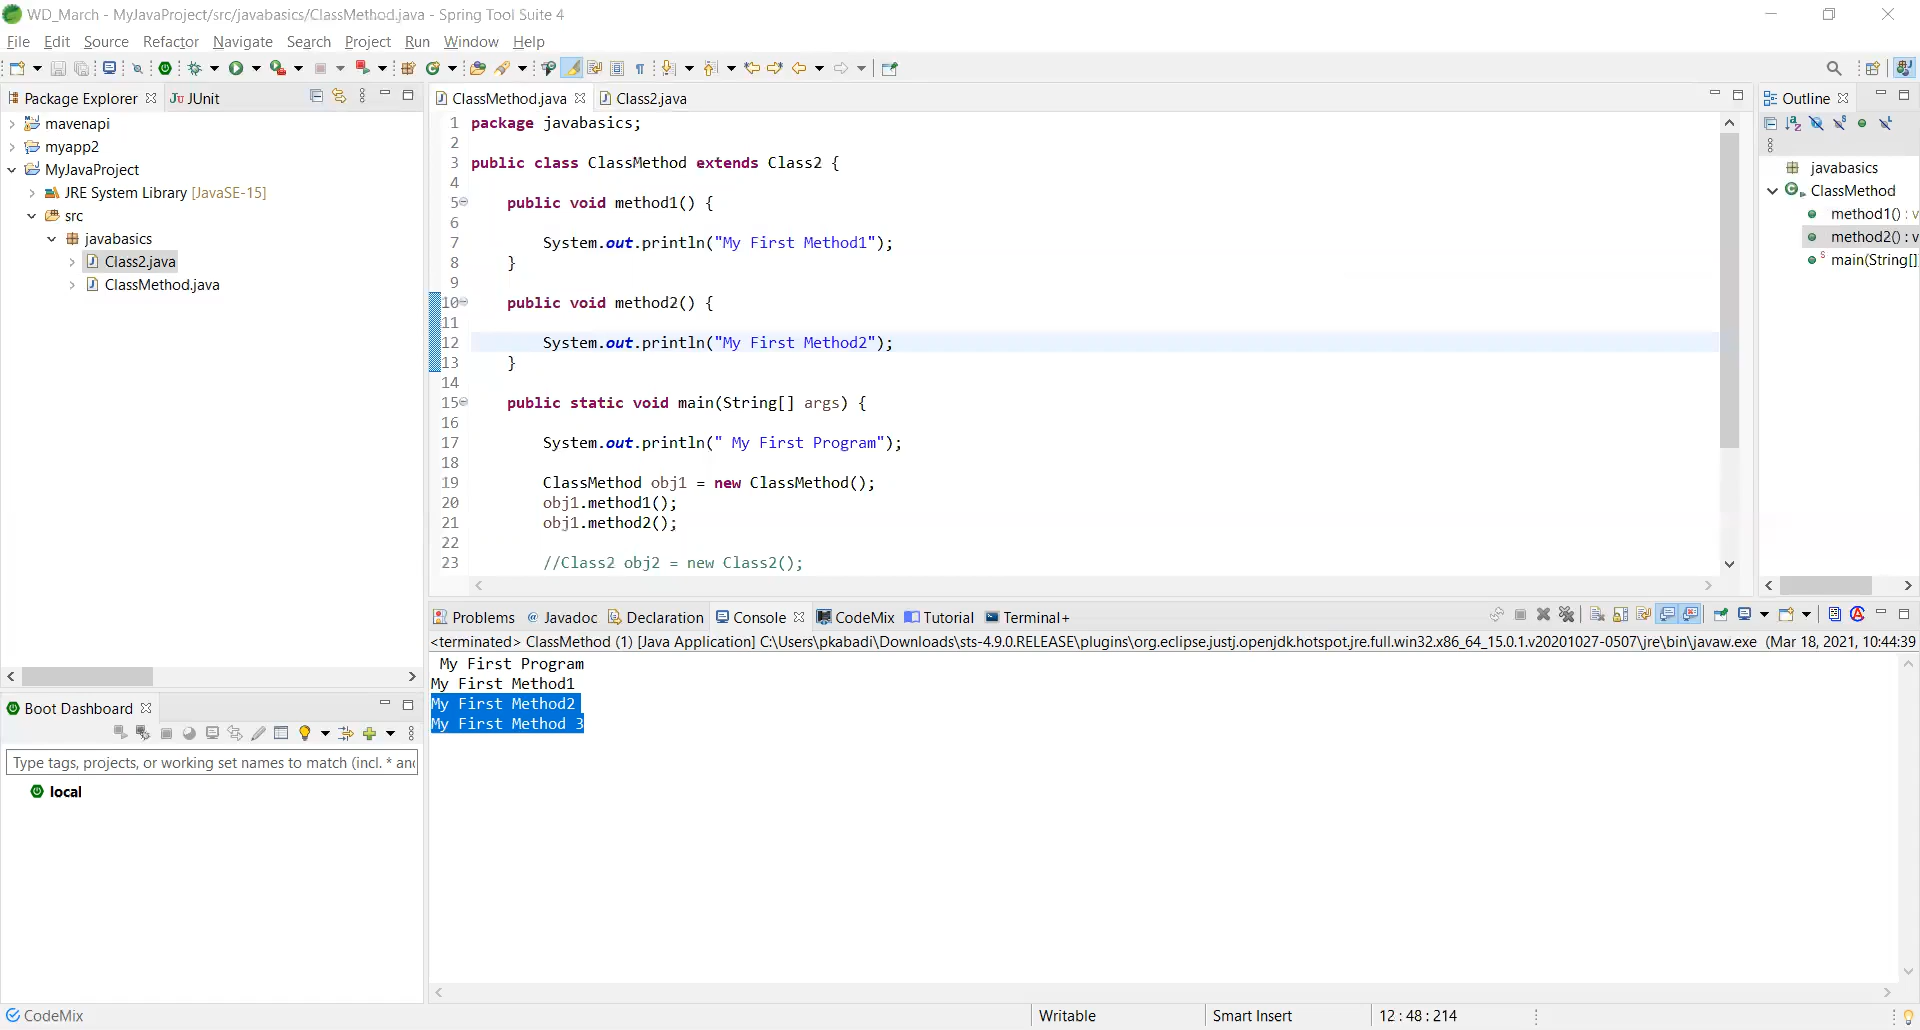 WD_March - MyJavaProject/src/javabasics/ClassMethod.java - Spring Tool Suite 4
File Edit Source Refactor Navigate Search Project Run Window Help
Package Explorer
JUnit
mavenapi
myapp2
MyJavaProject
JRE System Library [JavaSE-15]
src
javabasics
Class2.java
ClassMethod.java
ClassMethod.java
Class2.java
1 package javabasics;
2
3 public class ClassMethod extends Class2 {
4
5 public void method1() {
6
7 System.out.println("My First Method1");
8 }
9
10 public void method2() {
11
12 System.out.println("My First Method2");
13 }
14
15 public static void main(String[] args) {
16
17 System.out.println(" My First Program");
18
19 ClassMethod obj1 = new ClassMethod();
20 obj1.method1();
21 obj1.method2();
22
23 //Class2 obj2 = new Class2();
Outline
javabasics
ClassMethod
method1() : v
method2() : v
main(String[]
Problems @ Javadoc Declaration Console CodeMix Tutorial Terminal+
<terminated> ClassMethod (1) [Java Application] C:\Users\pkabadi\Downloads\sts-4.9.0.RELEASE\plugins\org.eclipse.justj.openjdk.hotspot.jre.full.win32.x86_64_15.0.1.v20201027-0507\jre\bin\javaw.exe (Mar 18, 2021, 10:44:39
My First Program
My First Method1
My First Method2
My First Method 3
Boot Dashboard
Type tags, projects, or working set names to match (incl. * and
local
CodeMix
Writable
Smart Insert
12 : 48 : 214